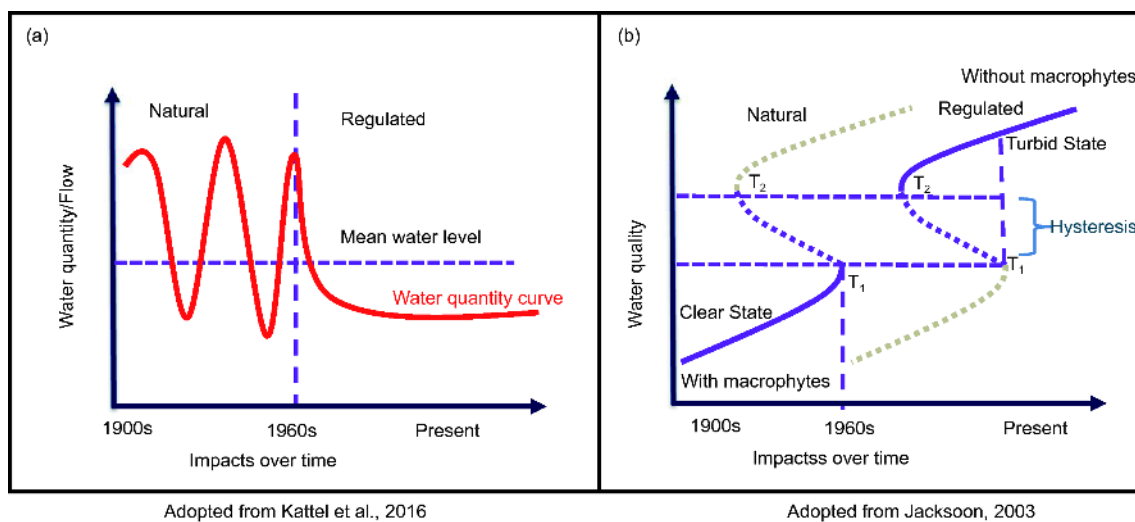 (a)
Natural
Regulated
Mean water level
Water quantity curve
Water quantity/Flow
1900s
1960s
Present
Impacts over time
(b)
Without macrophytes
Natural
Regulated
Turbid State
T2
T2
Hysteresis
T1
T1
Clear State
With macrophytes
Water quality
1900s
1960s
Present
Impactss over time
Adopted from Kattel et al., 2016
Adopted from Jacksoon, 2003